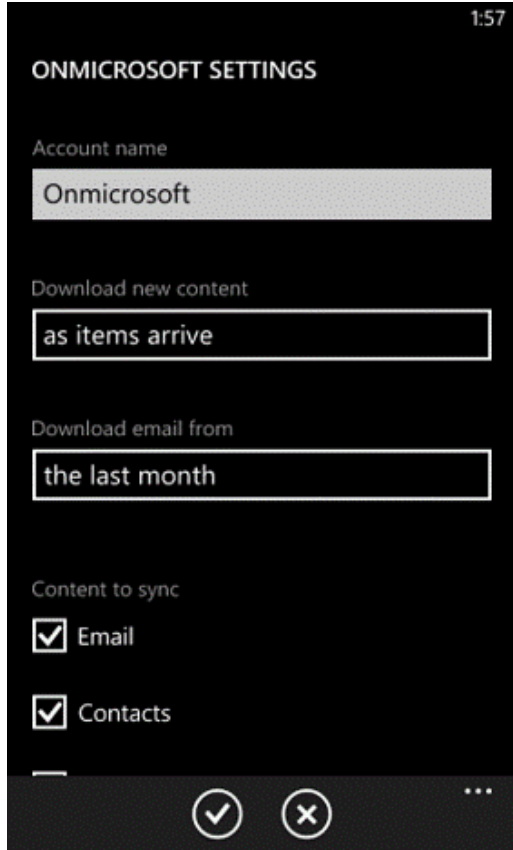 1:57
ONMICROSOFT SETTINGS
Account name
Onmicrosoft
Download new content
as items arrive
Download email from
the last month
Content to sync
Email
Contacts